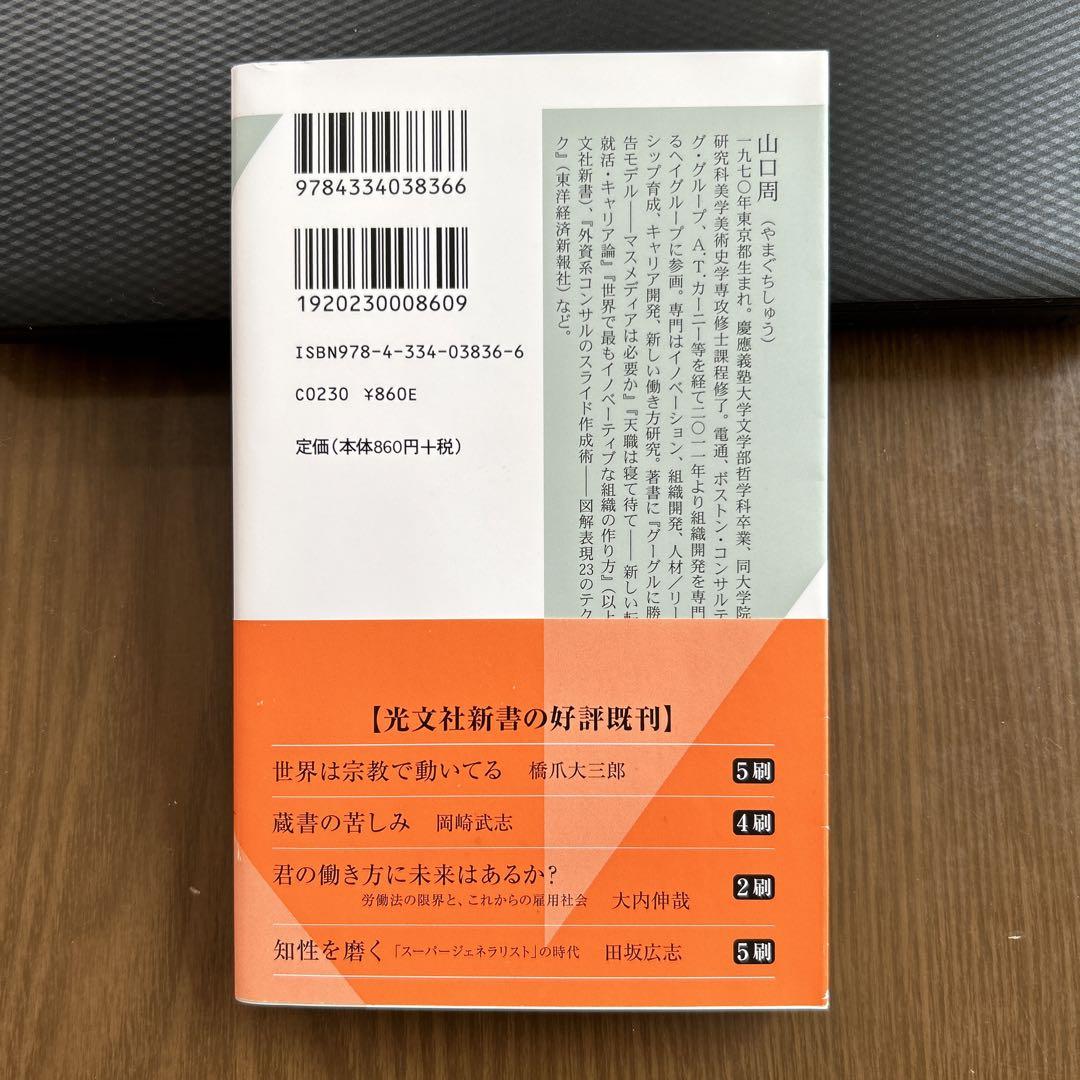 9784334038366
1920230008609
ISBN978-4-334-03836-6
C0230 ¥860E
定価(本体860円+税)
山口周(やまぐちしゅう)
一九七〇年東京都生まれ。慶應義塾大学文学部哲学科卒業、同大学院
研究科美学美術史学専攻修士課程修了。電通、ボストン・コンサルテ
グ・グループ、A.T.カーニー等を経て二〇一一年より組織開発を専門
るヘイグループに参画。専門はイノベーション、組織開発、人材/リー
シップ育成、キャリア開発、新しい働き方研究。著書に『グーグルに勝
告モデル――マスメディアは必要か』『天職は寝て待て――新しい転
就活・キャリア論』『世界で最もイノベーティブな組織の作り方』(以上
文社新書)、『外資系コンサルのスライド作成術――図解表現23のテク
ク』(東洋経済新報社)など。
【光文社新書の好評既刊】
世界は宗教で動いてる 橋爪大三郎 5刷
蔵書の苦しみ 岡崎武志 4刷
君の働き方に未来はあるか?
労働法の限界と、これからの雇用社会 大内伸哉 2刷
知性を磨く 「スーパージェネラリスト」の時代 田坂広志 5刷